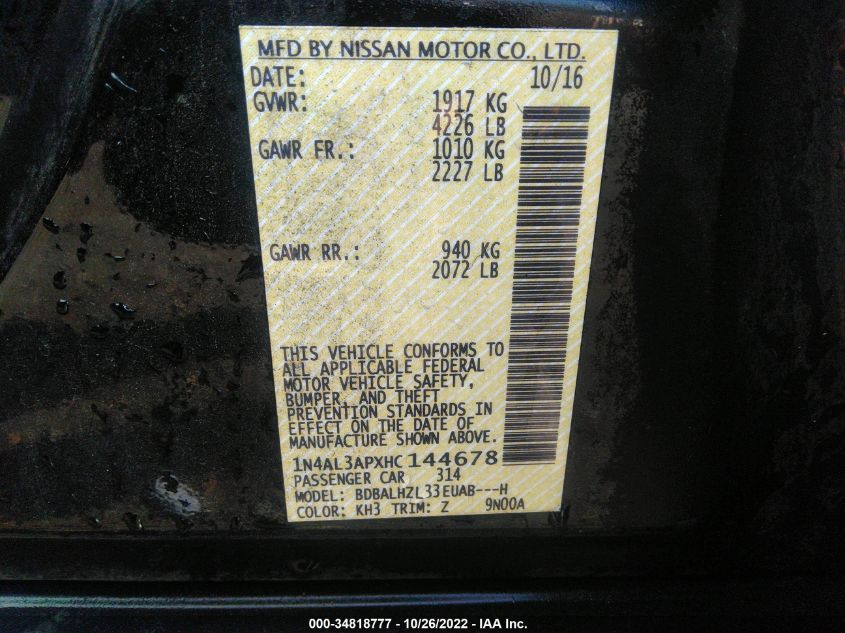 MFD BY NISSAN MOTOR CO., LTD.
DATE: 10/16
GVWR: 1917 KG
4226 LB
GAWR FR.: 1010 KG
2227 LB
GAWR RR.: 940 KG
2072 LB
THIS VEHICLE CONFORMS TO
ALL APPLICABLE FEDERAL
MOTOR VEHICLE SAFETY,
BUMPER, AND THEFT
PREVENTION STANDARDS IN
EFFECT ON THE DATE OF
MANUFACTURE SHOWN ABOVE.
1N4AL3APXHC144678
PASSENGER CAR 314
MODEL: BDBALHZL33EUAB---H
COLOR: KH3 TRIM: Z 9N00A
000-34818777 - 10/26/2022 - IAA Inc.